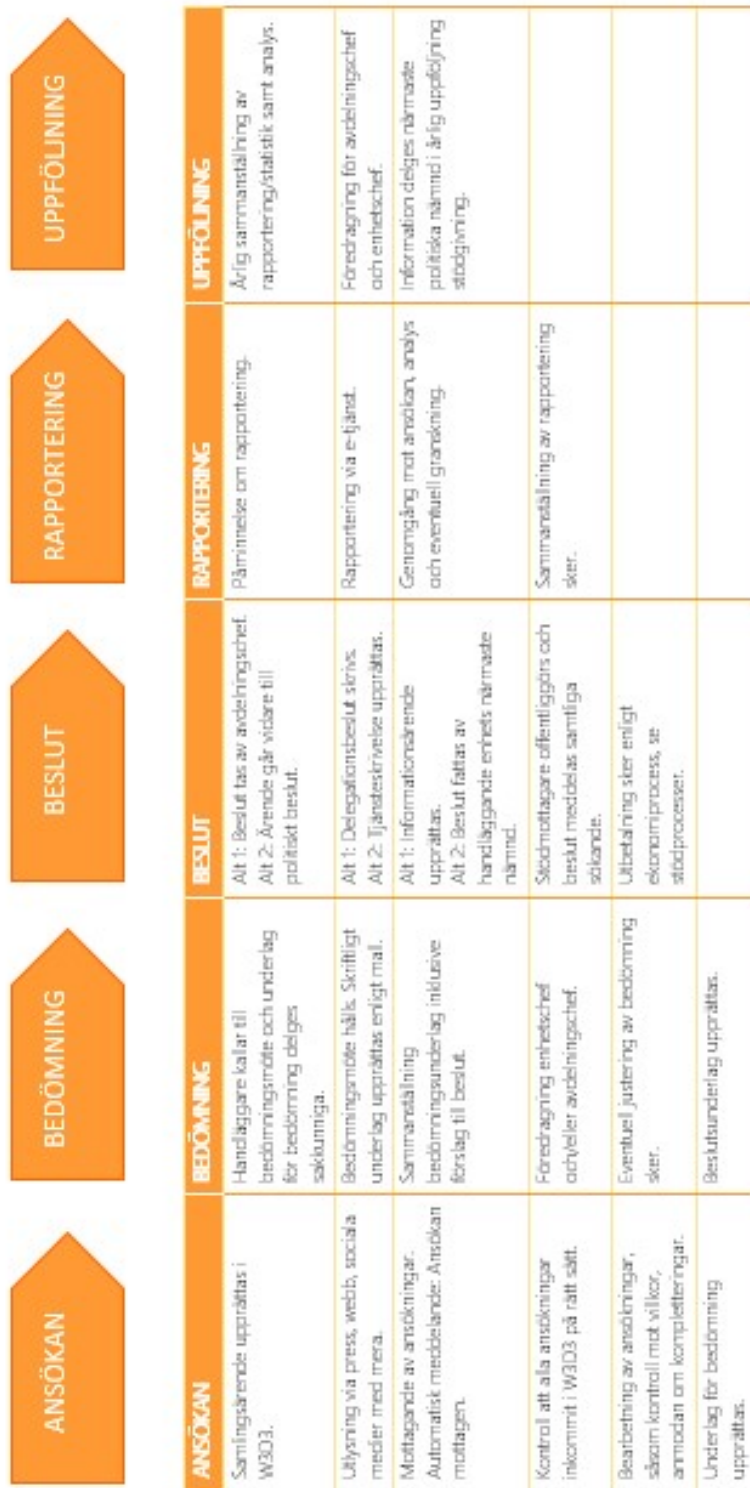 ANSÖKAN
BEDÖMNING
BESLUT
RAPPORTERING
UPPFÖLJNING
ANSÖKAN
Samlingsärende upprättas i
W3D3.
Utlysning via press, webb, sociala
medier med mera.
Mottagande av ansökningar.
Automatisk meddelande: Ansökan
mottagen.
Kontroll att alla ansökningar
inkommit i W3D3 på rätt sätt.
Bearbetning av ansökningar,
såsom kontroll mot villkor,
anmodan om kompletteringar.
Underlag för bedömning
upprättas.
BEDÖMNING
Handläggare kallar till
bedömningsmöte och underlag
för bedömning delges
sakkunniga.
Bedömningsmöte hålls. Skriftligt
underlag upprättas enligt mall.
Sammanställning
bedömningsunderlag inklusive
förslag till beslut.
Föredragning enhetschef
och/eller avdelningschef.
Eventuell justering av bedömning
sker.
Beslutsunderlag upprättas.
BESLUT
Alt 1: Beslut tas av avdelningschef.
Alt 2: Ärende går vidare till
politiskt beslut.
Alt 1: Delegationsbeslut skrivs.
Alt 2: Tjänsteskrivelse upprättas.
Alt 1: Informationsärende
upprättas.
Alt 2: Beslut fattas av
handläggande enhets närmaste
nämnd.
Stödmottagare offentliggörs och
beslut meddelas samtliga
sökande.
Utbetalning sker enligt
ekonomiprocess, se
stödprocesser.
RAPPORTERING
Påminnelse om rapportering.
Rapportering via e-tjänst.
Genomgång mot ansökan, analys
och eventuell granskning.
Sammanställning av rapportering
sker.
UPPFÖLJNING
Årlig sammanställning av
rapportering/statistik samt analys.
Föredragning för avdelningschef
och enhetschef.
Information delges närmaste
politiska nämnd i årlig uppföljning
stödgivning.